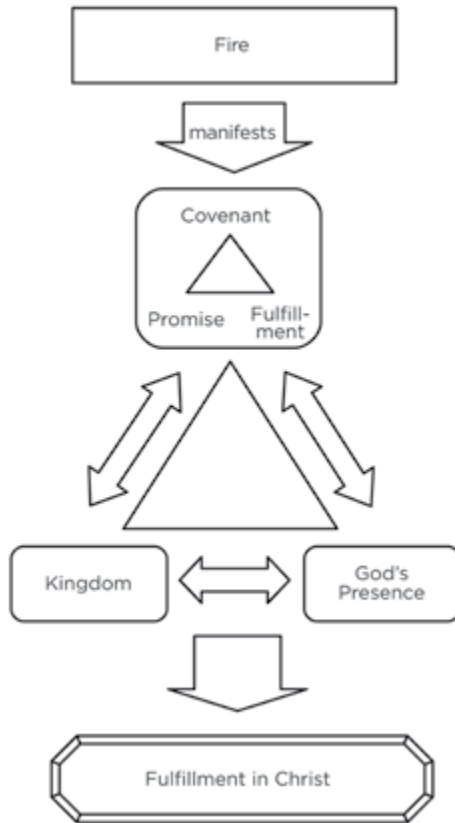 Fire
manifests
Covenant
Promise
Fulfill-
ment
Kingdom
God's
Presence
Fulfillment in Christ